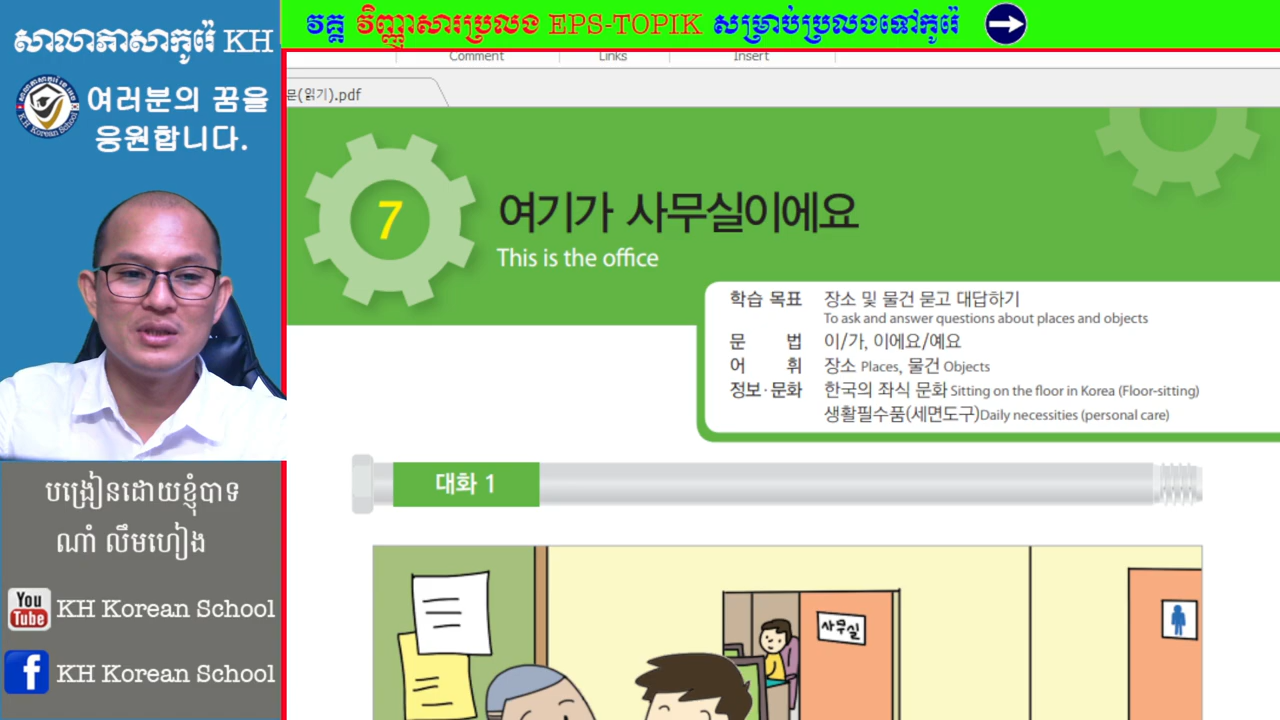 សាលាភាសាកូរ៉េ KH
여러분의 꿈을
응원합니다.
បង្រៀនដោយខ្ញុំបាទ
ណាំ លឹមហៀង
You
Tube
KH Korean School
f KH Korean School
វគ្គ វិញ្ញាសារប្រលង EPS-TOPIK សម្រាប់ប្រលងទៅកូរ៉េ
Comment Links Insert
문(읽기).pdf
7
여기가 사무실이에요
This is the office
학습 목표 장소 및 물건 묻고 대답하기
To ask and answer questions about places and objects
문 법 이/가, 이에요/예요
어 휘 장소 Places, 물건 Objects
정보·문화 한국의 좌식 문화 Sitting on the floor in Korea (Floor-sitting)
생활필수품(세면도구)Daily necessities (personal care)
대화 1
사무실